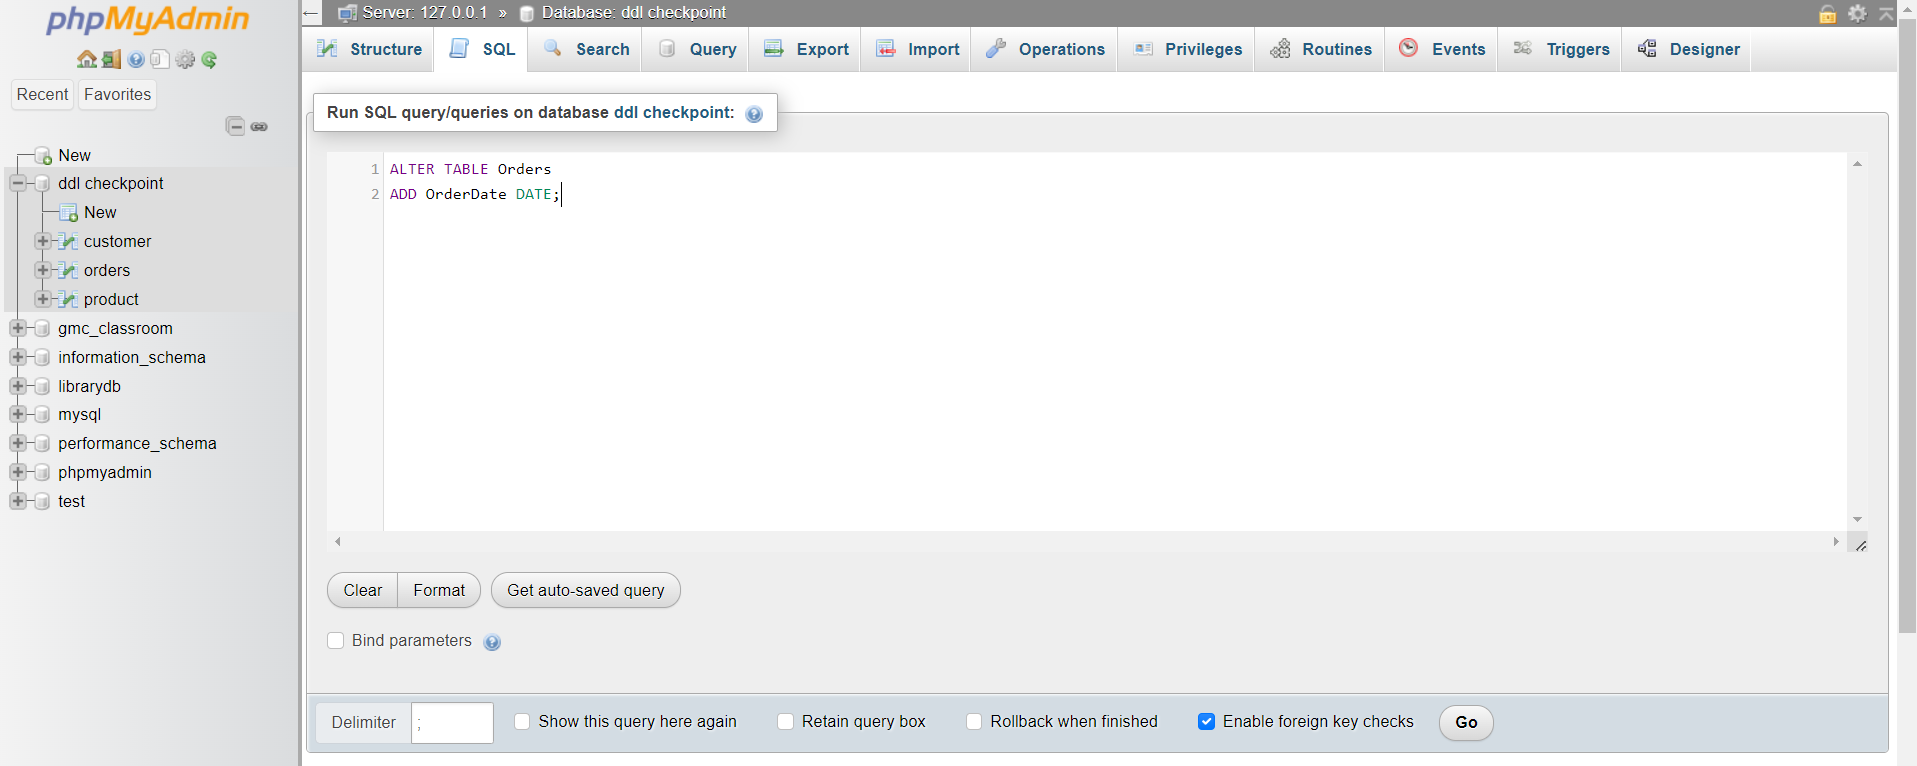 phpMyAdmin
Recent Favorites
New
ddl checkpoint
New
customer
orders
product
gmc_classroom
information_schema
librarydb
mysql
performance_schema
phpmyadmin
test
← Server: 127.0.0.1 » Database: ddl checkpoint
Structure SQL Search Query Export Import Operations Privileges Routines Events Triggers Designer
Run SQL query/queries on database ddl checkpoint:
1 ALTER TABLE Orders
2 ADD OrderDate DATE;
Clear Format Get auto-saved query
Bind parameters
Delimiter ; Show this query here again Retain query box Rollback when finished Enable foreign key checks Go